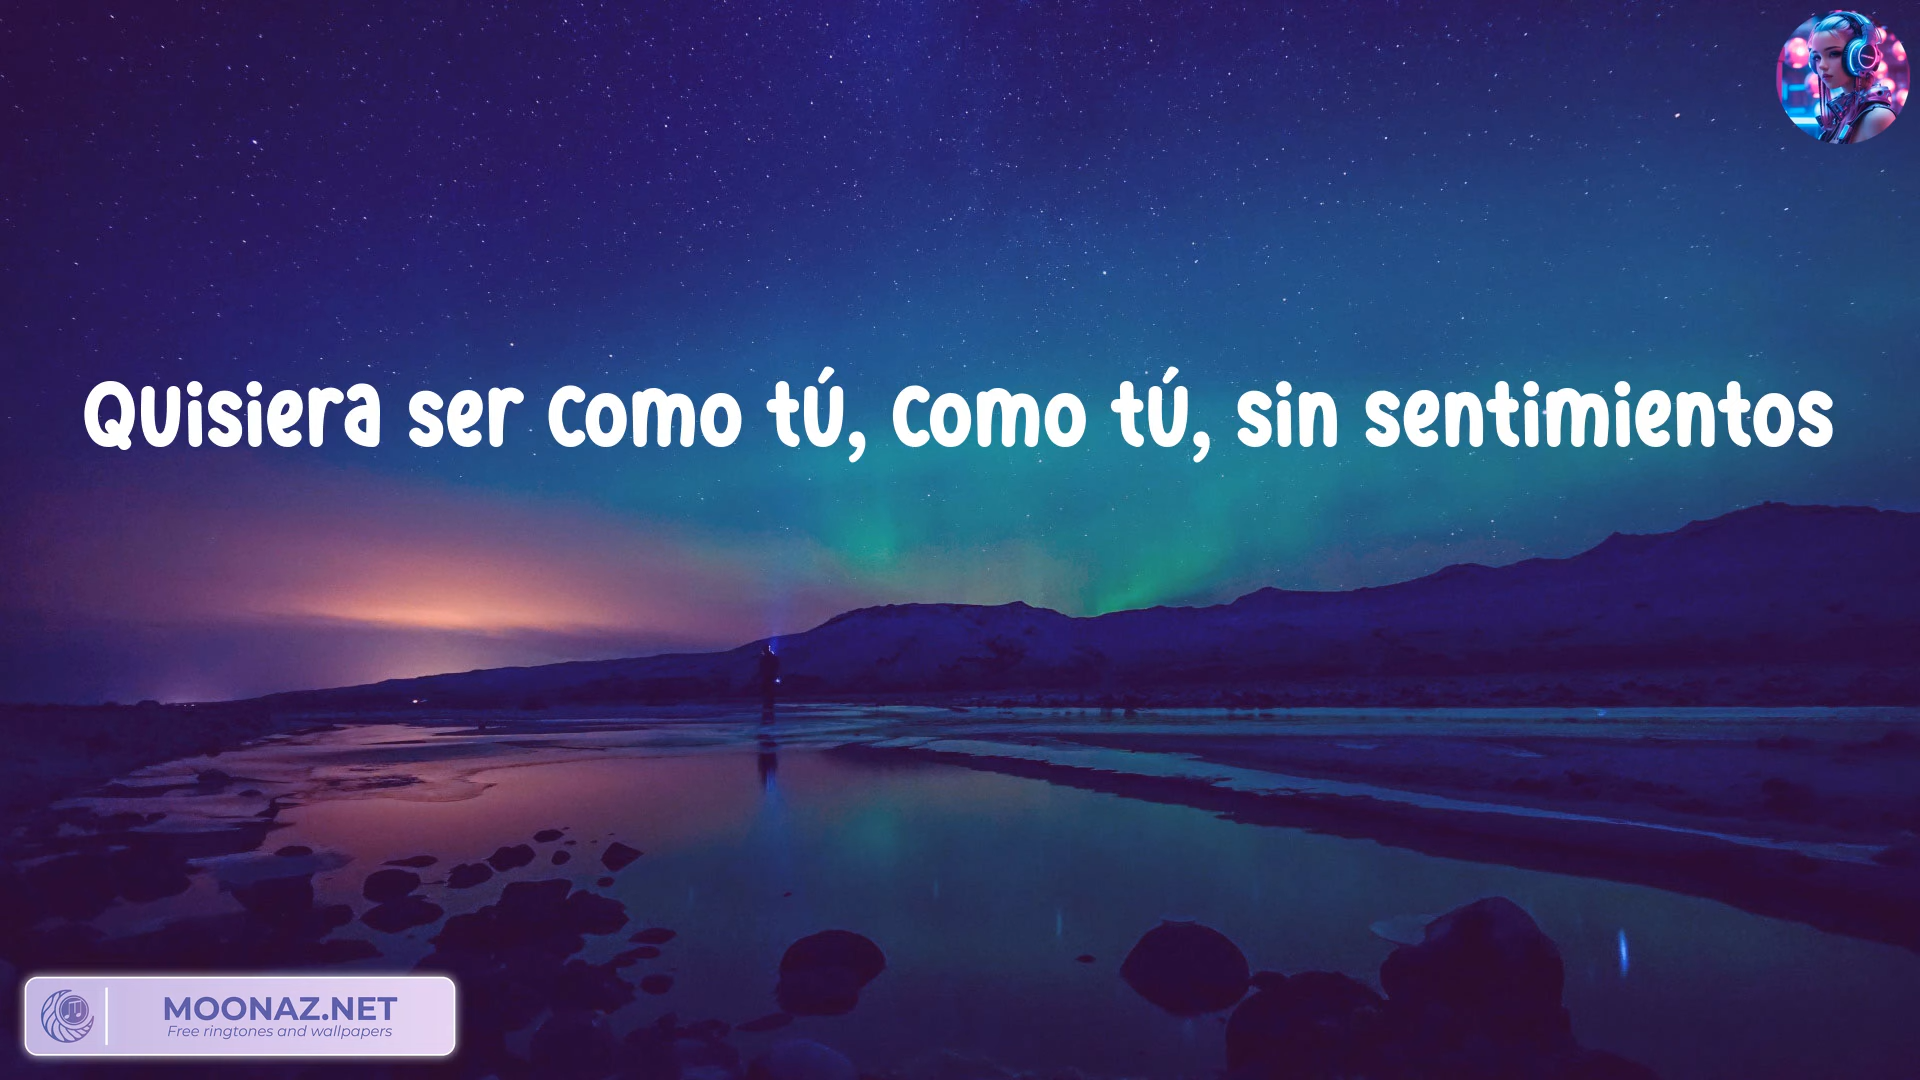 Quisiera ser como tú, como tú, sin sentimientos
MOONAZ.NET
Free ringtones and wallpapers